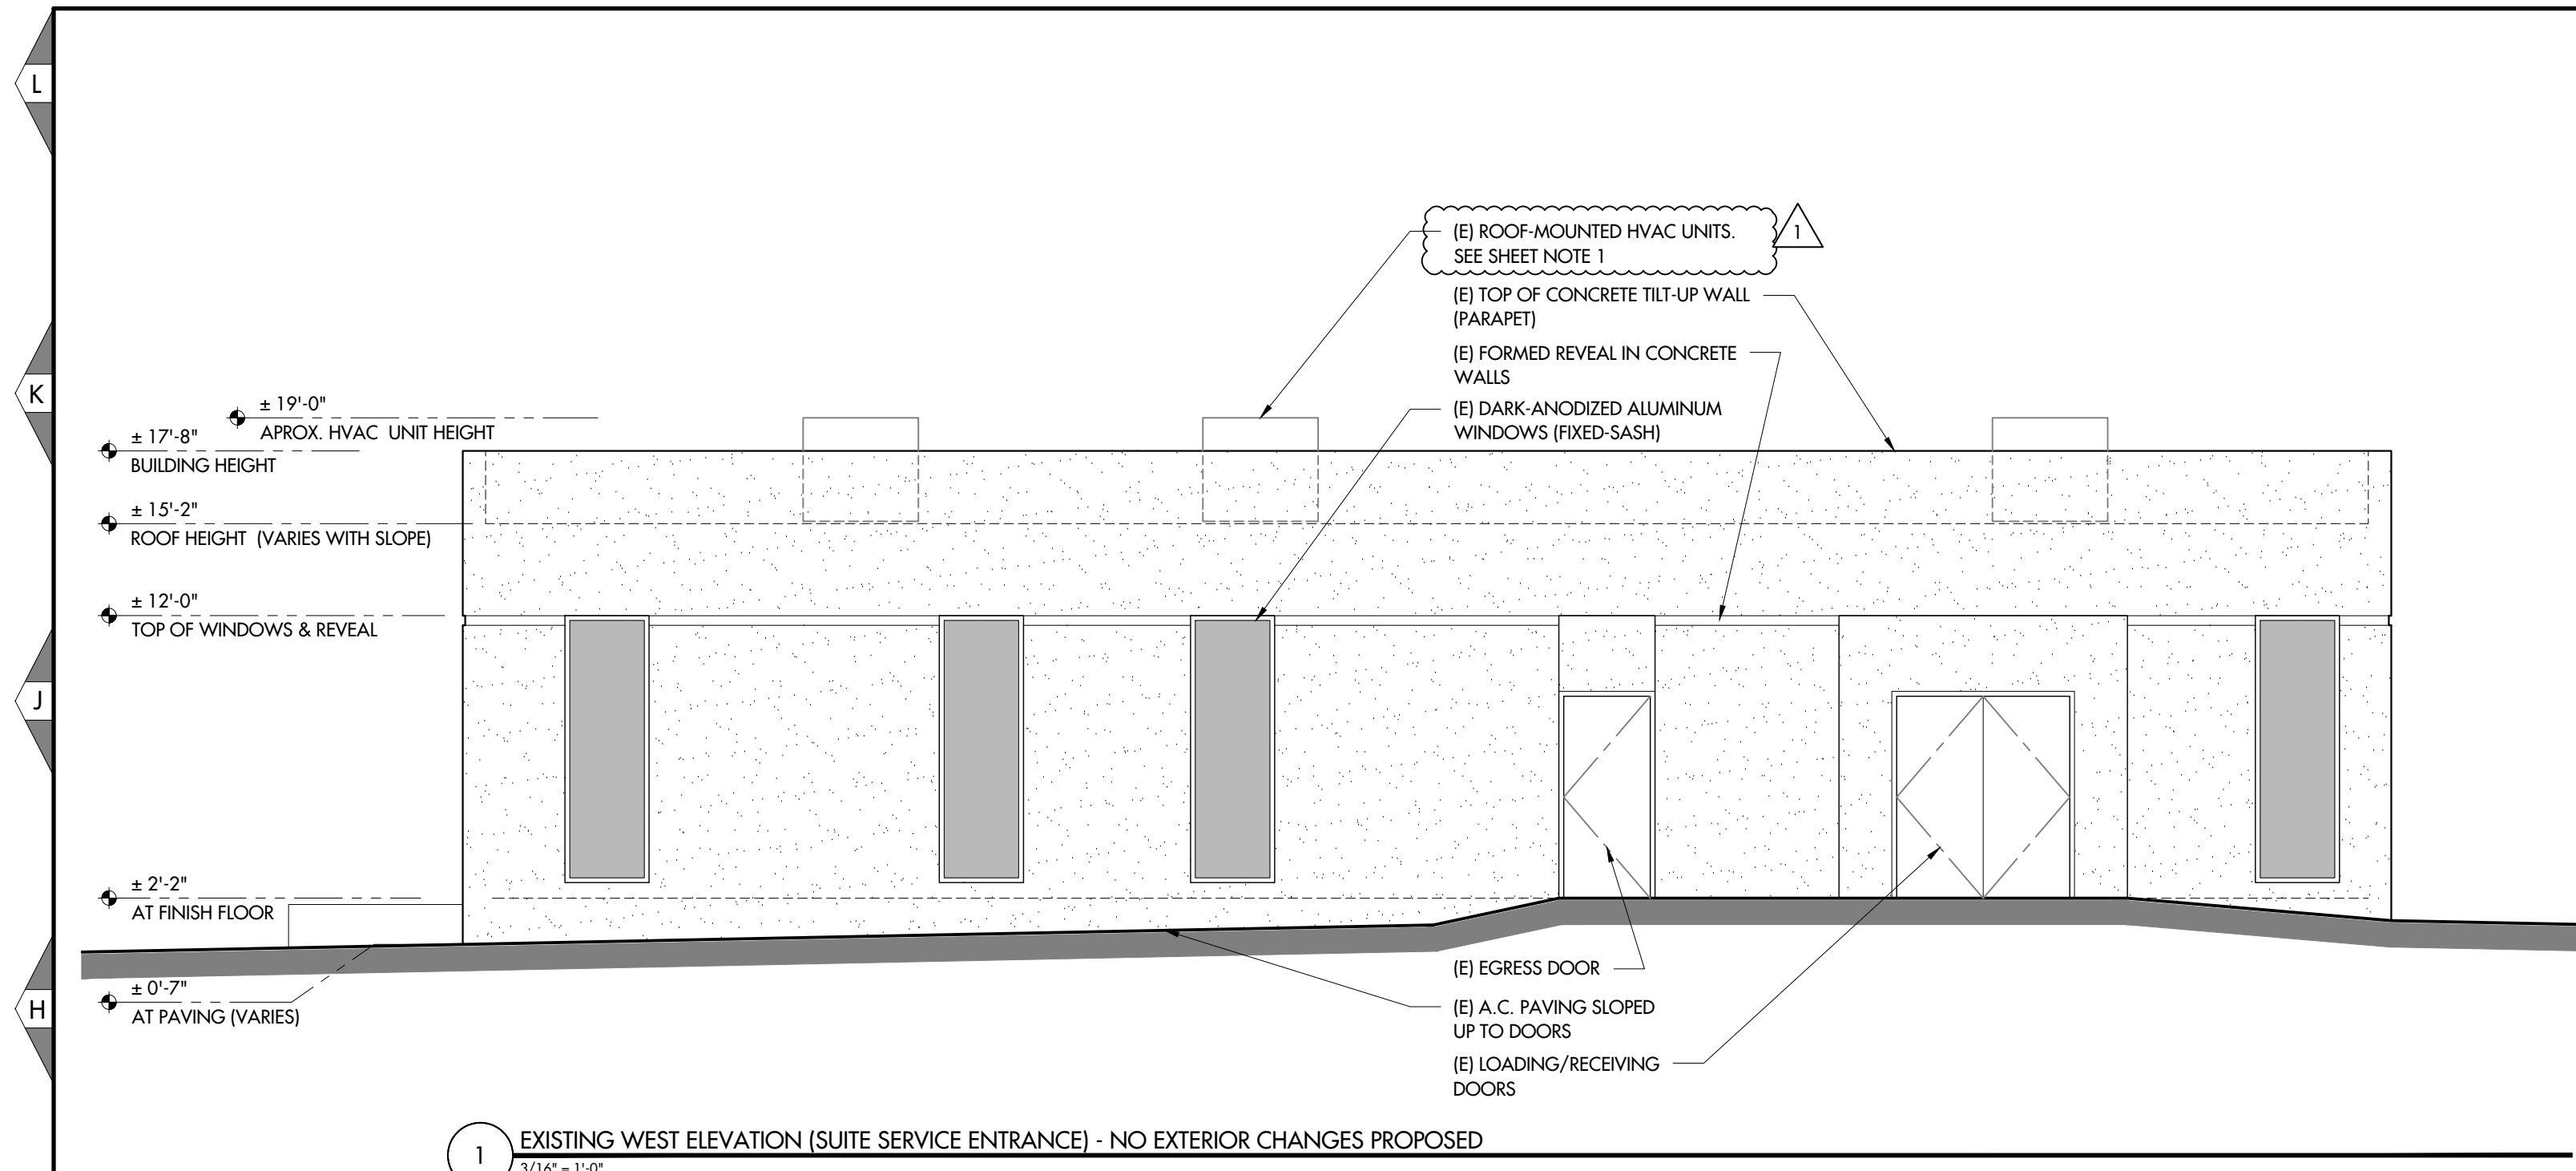 L
K
J
H
(E) ROOF-MOUNTED HVAC UNITS.
SEE SHEET NOTE 1
1
(E) TOP OF CONCRETE TILT-UP WALL
(PARAPET)
(E) FORMED REVEAL IN CONCRETE
WALLS
(E) DARK-ANODIZED ALUMINUM
WINDOWS (FIXED-SASH)
± 19'-0"
APROX. HVAC UNIT HEIGHT
± 17'-8"
BUILDING HEIGHT
± 15'-2"
ROOF HEIGHT (VARIES WITH SLOPE)
± 12'-0"
TOP OF WINDOWS & REVEAL
± 2'-2"
AT FINISH FLOOR
± 0'-7"
AT PAVING (VARIES)
(E) EGRESS DOOR
(E) A.C. PAVING SLOPED
UP TO DOORS
(E) LOADING/RECEIVING
DOORS
1
EXISTING WEST ELEVATION (SUITE SERVICE ENTRANCE) - NO EXTERIOR CHANGES PROPOSED
3/16" = 1'-0"